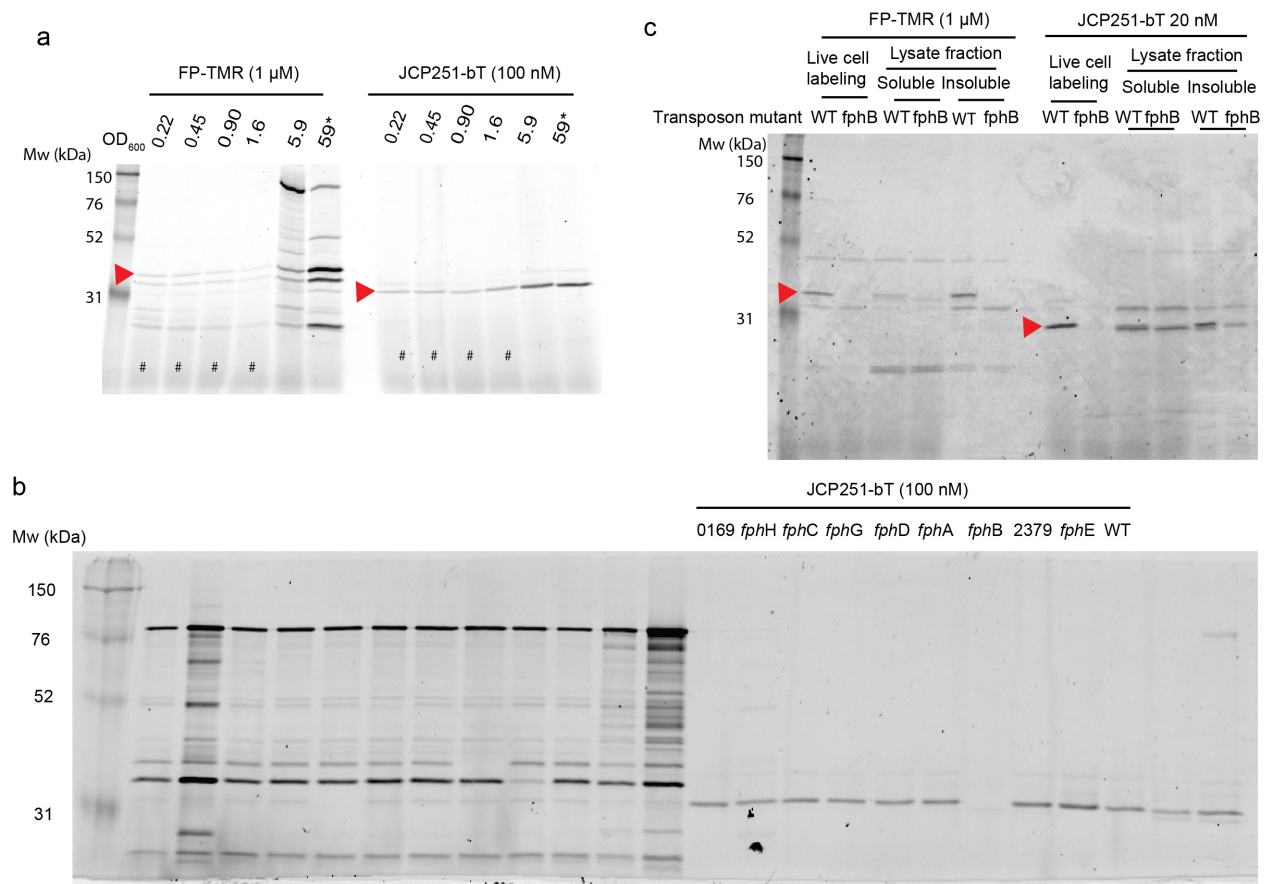 a
FP-TMR (1 µM)
JCP251-bT (100 nM)
OD600
0.22
0.45
0.90
1.6
5.9
59*
0.22
0.45
0.90
1.6
5.9
59*
Mw (kDa)
150
76
52
31
# # # #
# # # #
c
FP-TMR (1 µM)
JCP251-bT 20 nM
Live cell
labeling
Lysate fraction
Soluble Insoluble
Live cell
labeling
Lysate fraction
Soluble Insoluble
Transposon mutant WT fphB WT fphB WT fphB WT fphB WT fphB WT fphB
Mw (kDa)
150
76
52
31
b
JCP251-bT (100 nM)
0169 fphH fphC fphG fphD fphA fphB 2379 fphE WT
Mw (kDa)
150
76
52
31